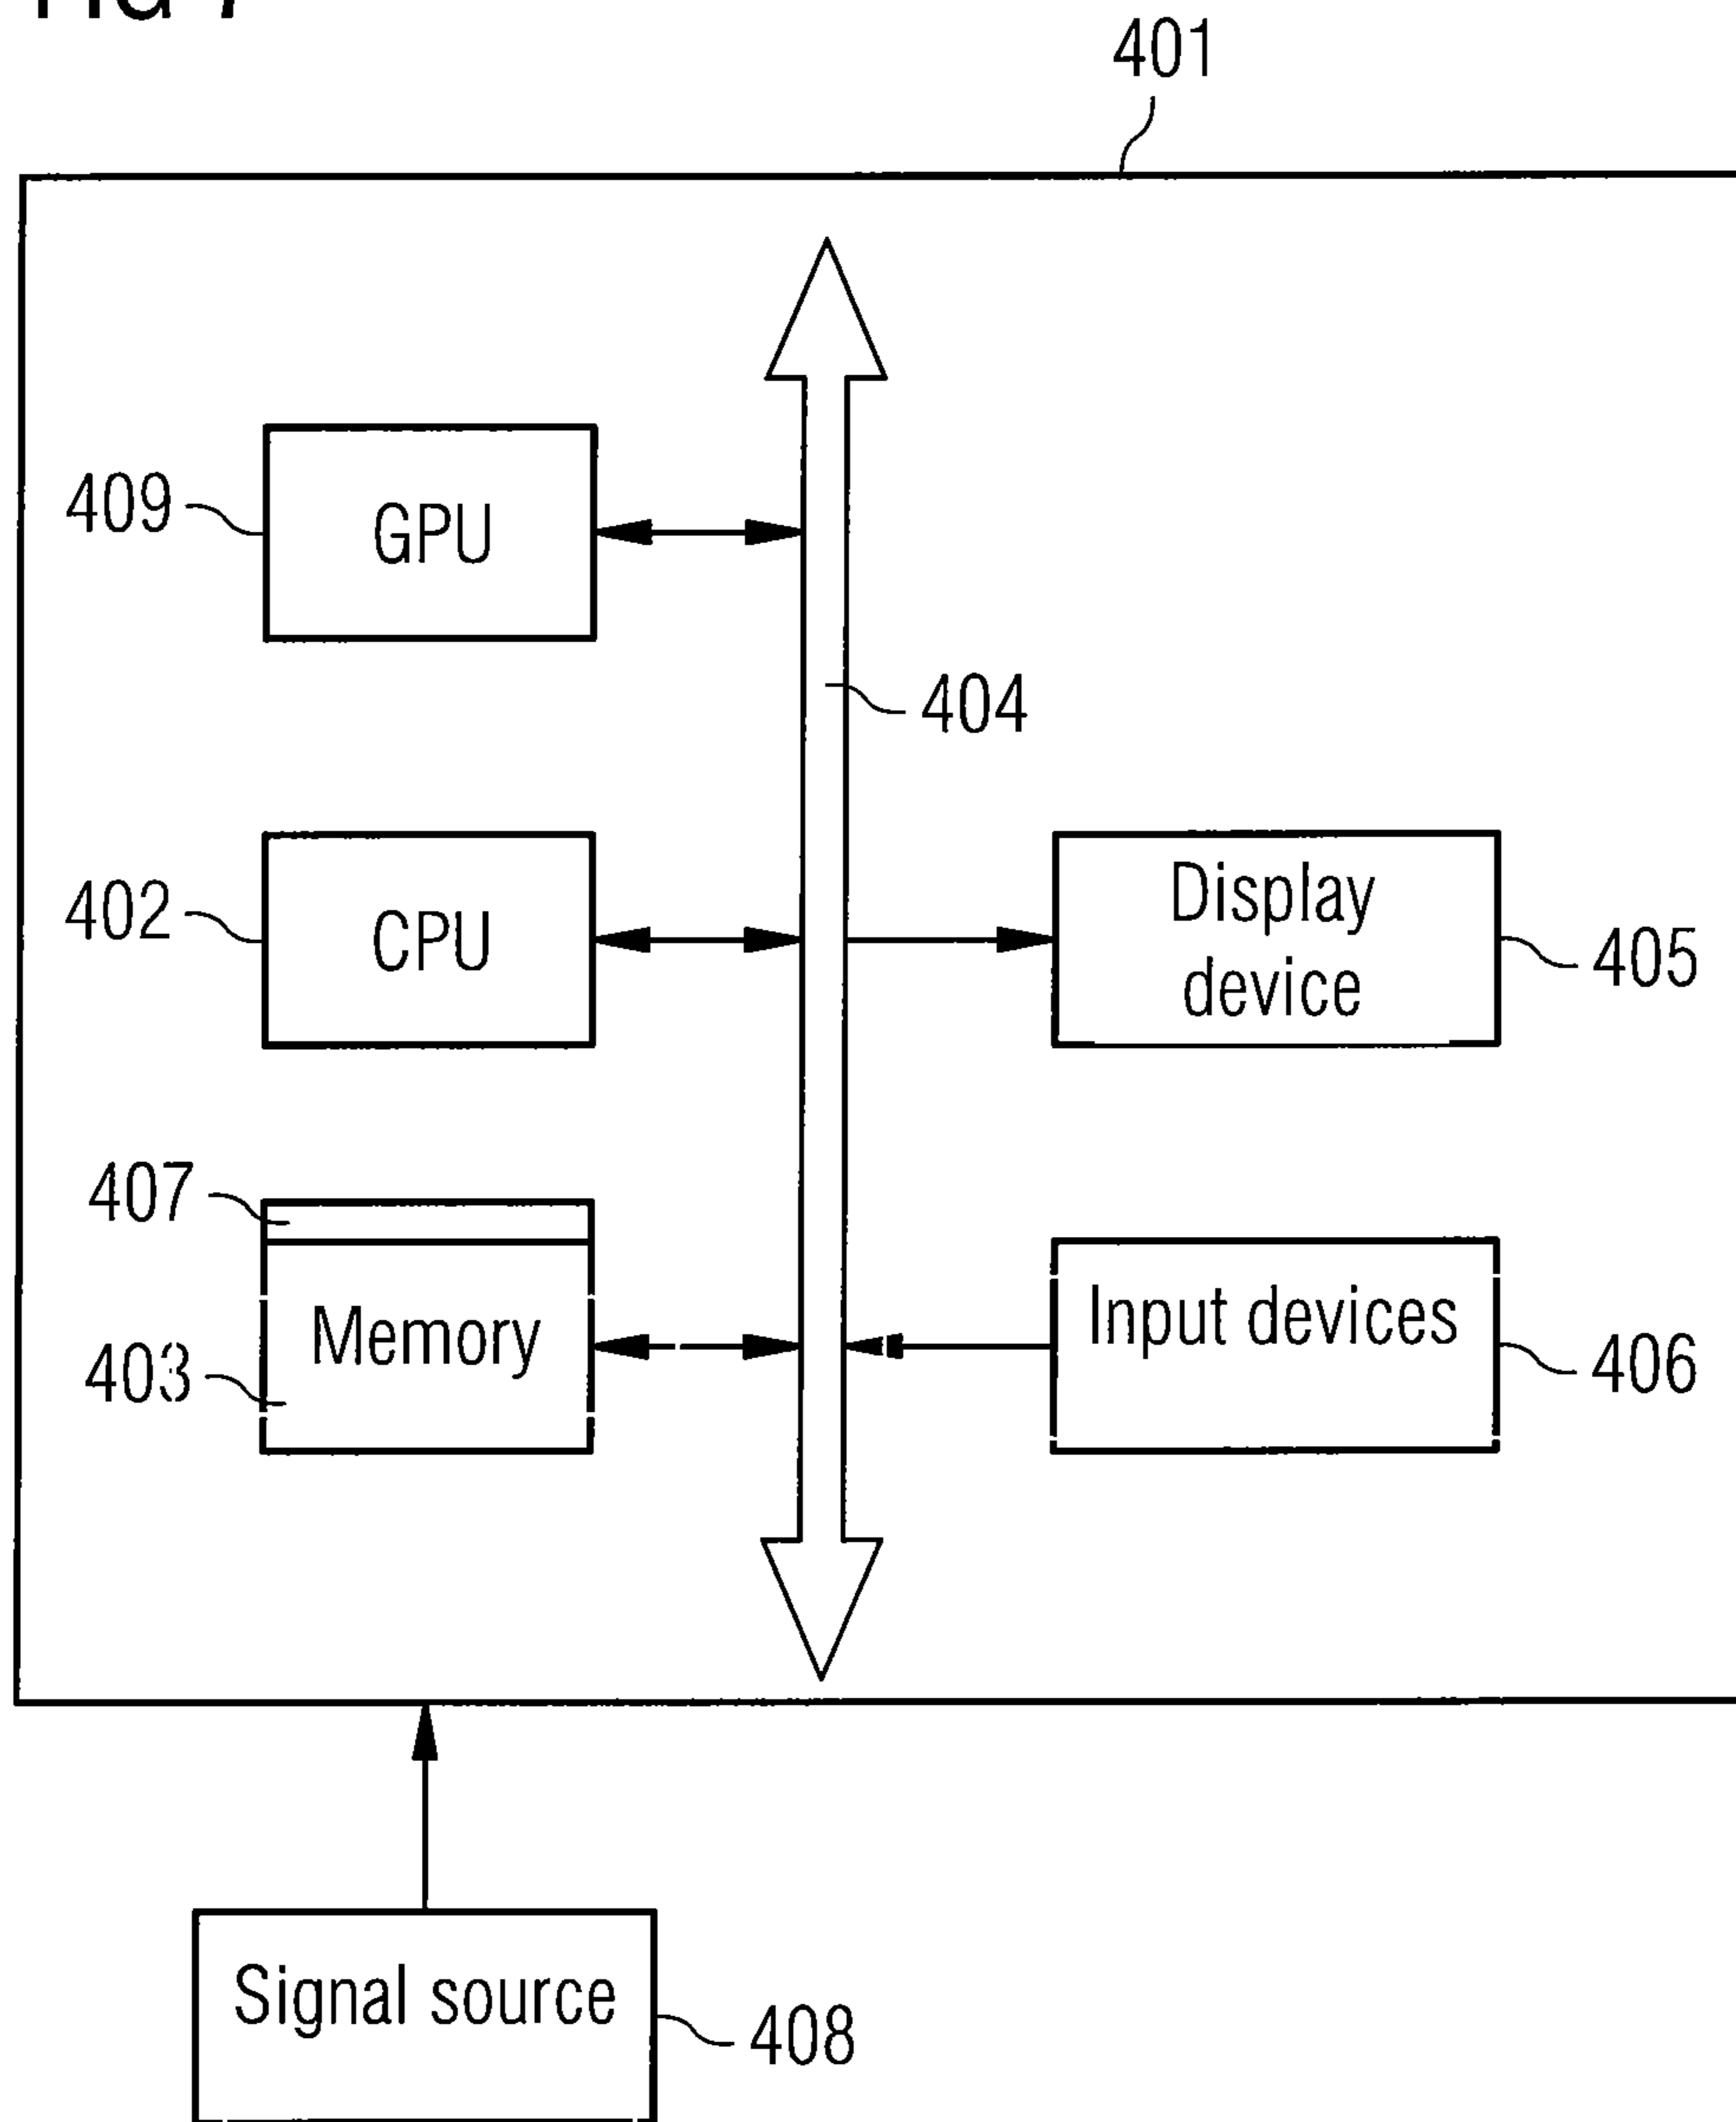 401
409
GPU
404
402
CPU
Display
device
405
407
Memory
403
Input devices
406
Signal source
408